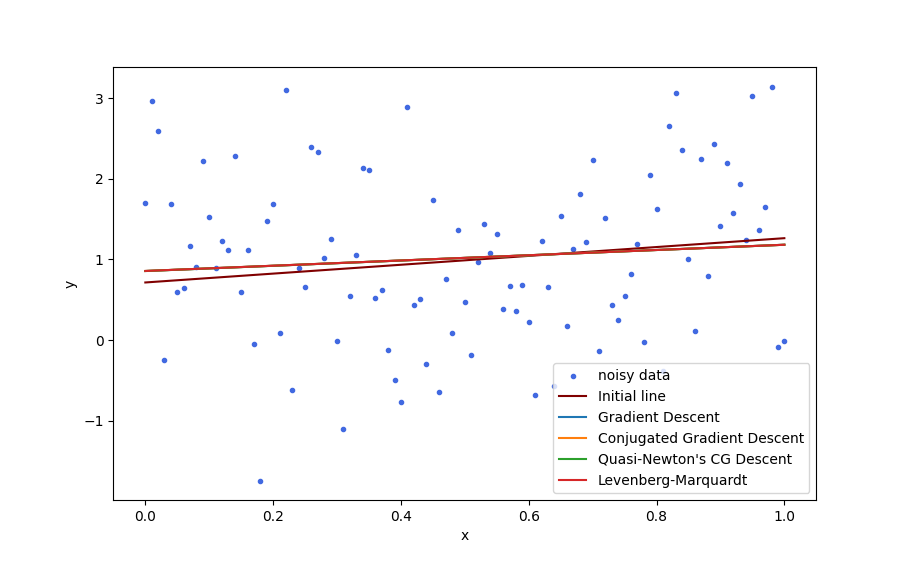 3
2
1
0
−1
y
0.0 0.2 0.4 0.6 0.8 1.0
x
noisy data
Initial line
Gradient Descent
Conjugated Gradient Descent
Quasi-Newton's CG Descent
Levenberg-Marquardt